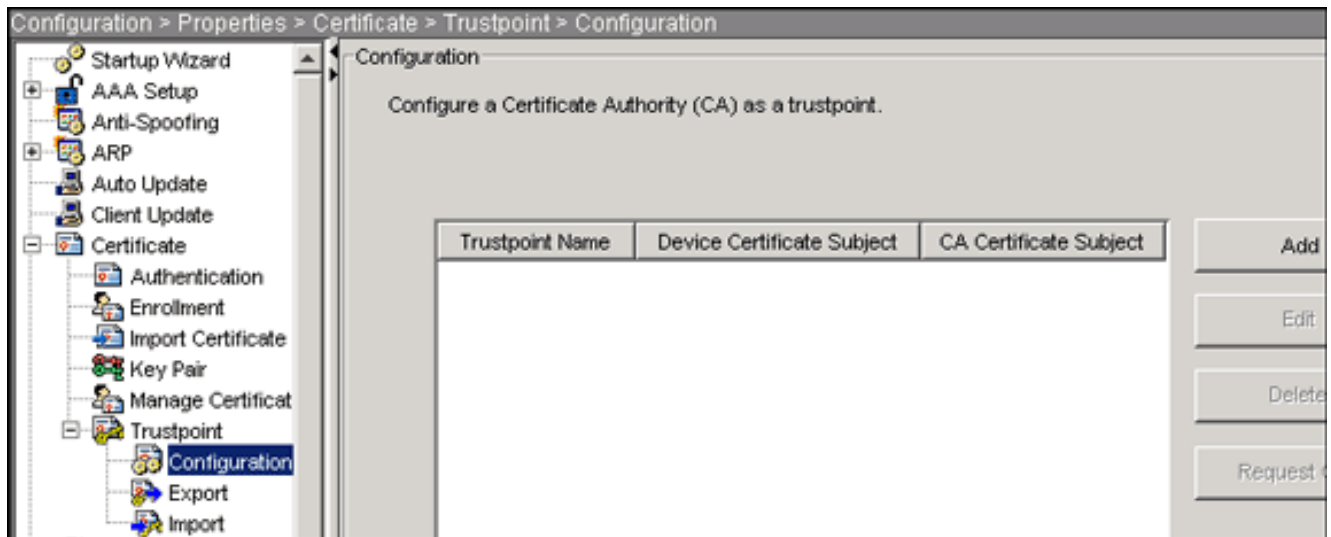 Configuration > Properties > Certificate > Trustpoint > Configuration
Startup Wizard
AAA Setup
Anti-Spoofing
ARP
Auto Update
Client Update
Certificate
Authentication
Enrollment
Import Certificate
Key Pair
Manage Certificat
Trustpoint
Configuration
Export
Import
Configuration
Configure a Certificate Authority (CA) as a trustpoint.
Trustpoint Name Device Certificate Subject CA Certificate Subject
Add
Edit
Delete
Request